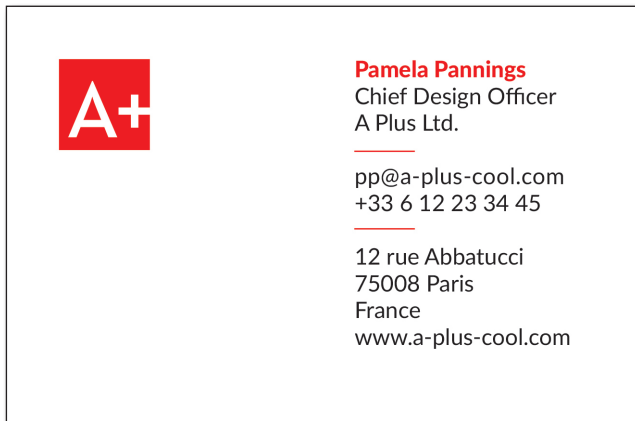 A+
Pamela Pannings
Chief Design Officer
A Plus Ltd.
pp@a-plus-cool.com
+33 6 12 23 34 45
12 rue Abbatucci
75008 Paris
France
www.a-plus-cool.com